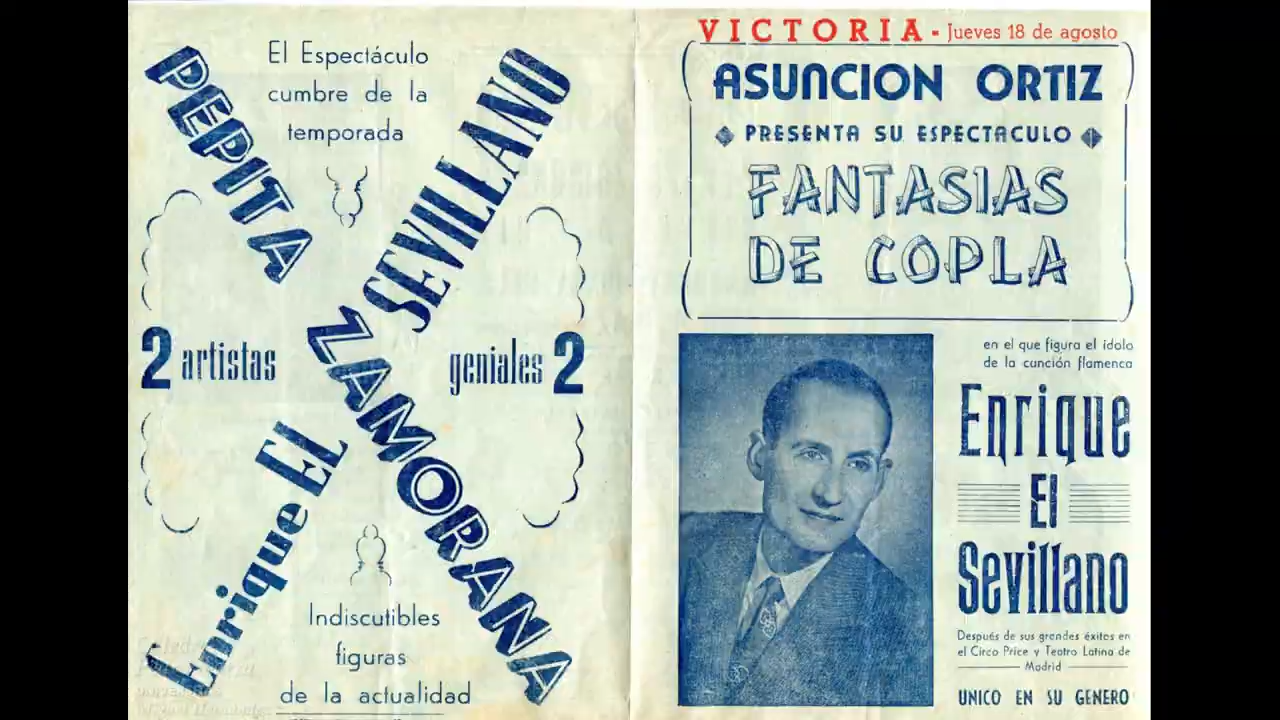 El Espectáculo
cumbre de la
temporada
PEPITA ZAMORANA
Enrique EL SEVILLANO
2 artistas
geniales 2
Indiscutibles
figuras
de la actualidad
VICTORIA - Jueves 18 de agosto
ASUNCION ORTIZ
PRESENTA SU ESPECTACULO
FANTASIAS
DE COPLA
en el que figura el ídolo
de la canción flamenca
Enrique
El
Sevillano
Después de sus grandes éxitos en
el Circo Price y Teatro Latina de
Madrid
UNICO EN SU GENERO